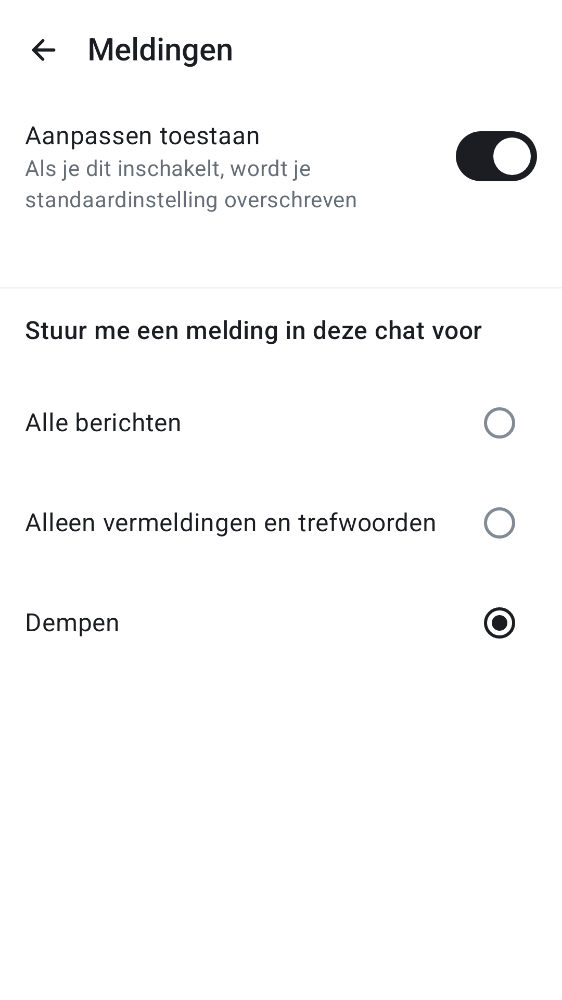 Meldingen
Aanpassen toestaan
Als je dit inschakelt, wordt je
standaardinstelling overschreven
Stuur me een melding in deze chat voor
Alle berichten
Alleen vermeldingen en trefwoorden
Dempen